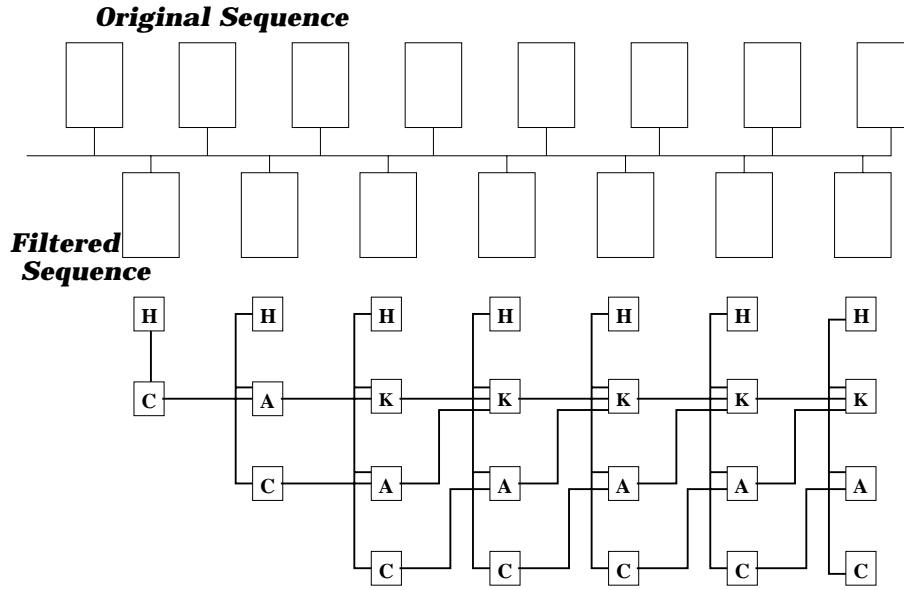 Original Sequence
Filtered
Sequence
H H H H H H H
C A K K K K K
C A A A A A
C C C C C